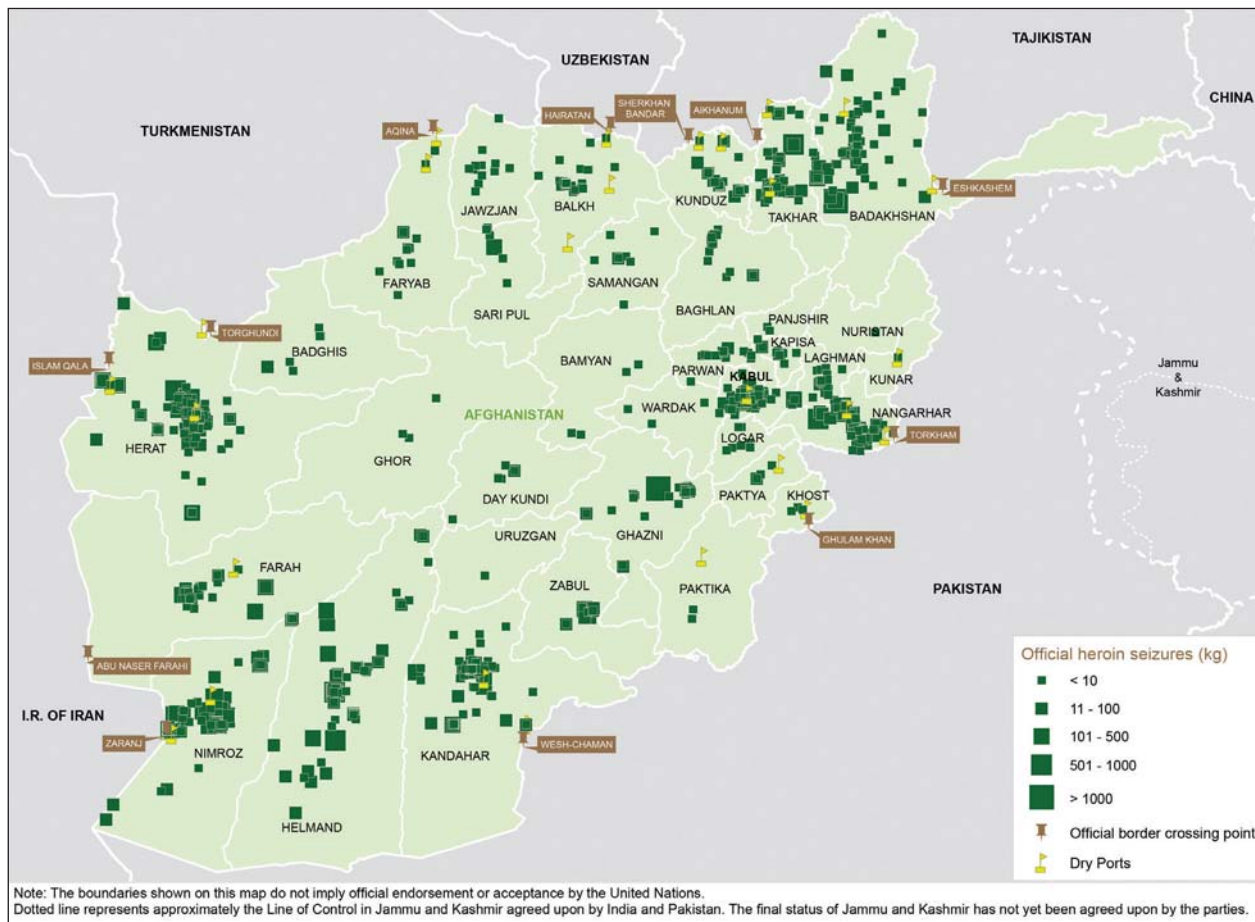 TAJIKISTAN
UZBEKISTAN
CHINA
TURKMENISTAN
SHERKHAN
BANDAR
AIKHANUM
HAIRATAN
AQINA
ESHKASHEM
JAWZJAN
BALKH
KUNDUZ
TAKHAR
BADAKHSHAN
FARYAB
SARI PUL
SAMANGAN
BAGHLAN
TORGHUNDI
BADGHIS
PANJSHIR
NURISTAN
KAPISA
ISLAM QALA
BAMYAN
PARWAN
LAGHMAN
KABUL
KUNAR
Jammu
&
Kashmir
AFGHANISTAN
WARDAK
NANGARHAR
HERAT
GHOR
LOGAR
TORKHAM
DAY KUNDI
PAKTYA
KHOST
URUZGAN
GHAZNI
GHULAM KHAN
FARAH
ZABUL
PAKTIKA
PAKISTAN
ABU NASER FARAHI
I.R. OF IRAN
ZARANJ
NIMROZ
KANDAHAR
WESH-CHAMAN
HELMAND
Official heroin seizures (kg)
< 10
11 - 100
101 - 500
501 - 1000
> 1000
Official border crossing point
Dry Ports
Note: The boundaries shown on this map do not imply official endorsement or acceptance by the United Nations.
Dotted line represents approximately the Line of Control in Jammu and Kashmir agreed upon by India and Pakistan. The final status of Jammu and Kashmir has not yet been agreed upon by the parties.